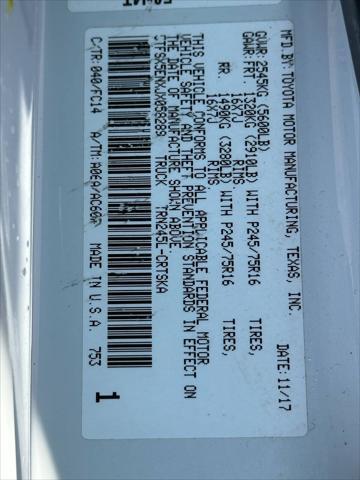 MFD.BY: TOYOTA MOTOR MANUFACTURING, TEXAS, INC.
GVWR: 2545KG (5600LB) DATE: 11/17
GAWR: FRT. 1320KG (2910LB) WITH P245/75R16 TIRES,
16X7J RIMS
RR. 1490KG (3280LB) WITH P245/75R16 TIRES,
16X7J RIMS
THIS VEHICLE CONFORMS TO ALL APPLICABLE FEDERAL MOTOR
VEHICLE SAFETY AND THEFT PREVENTION STANDARDS IN EFFECT ON
THE DATE OF MANUFACTURE SHOWN ABOVE.
TRUCK TRN245L-CRTSKA
C/TR:040/FC14 A/TM:A0EA/AC60F MADE IN U.S.A. 753 1